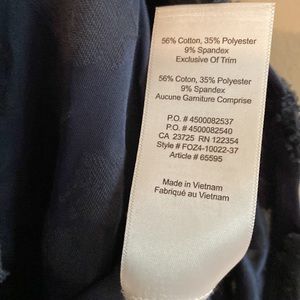 56% Cotton, 35% Polyester
9% Spandex
Exclusive Of Trim
56% Coton, 35% Polyester
9% Spandex
Aucune Garniture Comprise
P.O. # 4500082537
P.O. # 4500082540
CA 23725 RN 122354
Style # FOZ4-10022-37
Article # 65595
Made in Vietnam
Fabriqué au Vietnam